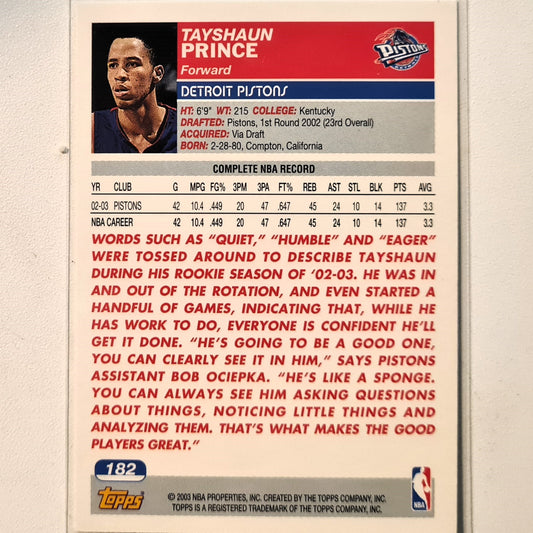 TAYSHAUN
PRINCE
Forward
PISTONS
DETROIT PISTONS
HT: 6'9" WT: 215 COLLEGE: Kentucky
DRAFTED: Pistons, 1st Round 2002 (23rd Overall)
ACQUIRED: Via Draft
BORN: 2-28-80, Compton, California
COMPLETE NBA RECORD
YR CLUB G MPG FG% 3PM 3PA FT% REB AST STL BLK PTS AVG
02-03 PISTONS 42 10.4 .449 20 47 .647 45 24 10 14 137 3.3
NBA CAREER 42 10.4 .449 20 47 .647 45 24 10 14 137 3.3
WORDS SUCH AS "QUIET," "HUMBLE" AND "EAGER"
WERE TOSSED AROUND TO DESCRIBE TAYSHAUN
DURING HIS ROOKIE SEASON OF '02-03. HE WAS IN
AND OUT OF THE ROTATION, AND EVEN STARTED A
HANDFUL OF GAMES, INDICATING THAT, WHILE HE
HAS WORK TO DO, EVERYONE IS CONFIDENT HE'LL
GET IT DONE. "HE'S GOING TO BE A GOOD ONE,
YOU CAN CLEARLY SEE IT IN HIM," SAYS PISTONS
ASSISTANT BOB OCIEPKA. "HE'S LIKE A SPONGE.
YOU CAN ALWAYS SEE HIM ASKING QUESTIONS
ABOUT THINGS, NOTICING LITTLE THINGS AND
ANALYZING THEM. THAT'S WHAT MAKES THE GOOD
PLAYERS GREAT."
182
Topps
© 2003 NBA PROPERTIES, INC. CREATED BY THE TOPPS COMPANY, INC.
TOPPS IS A REGISTERED TRADEMARK OF THE TOPPS COMPANY, INC.
NBA